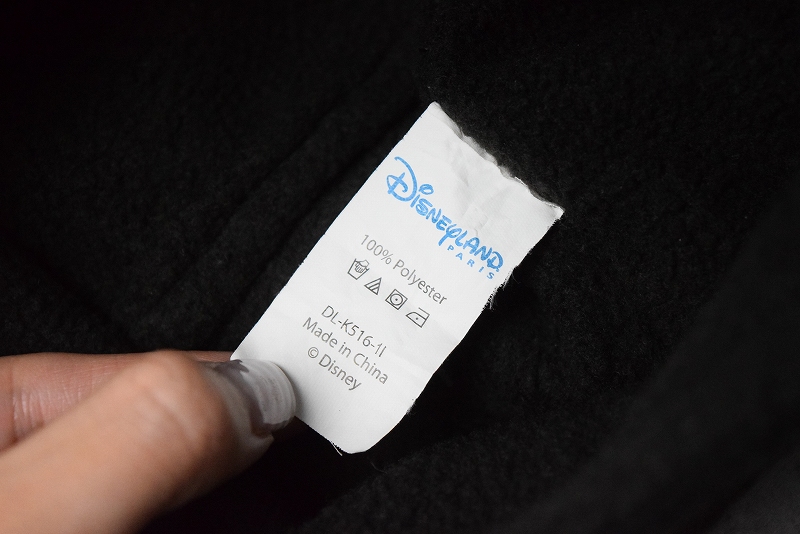 Disneyland
PARIS
100% Polyester
DL-K516-1I
Made in China
© Disney